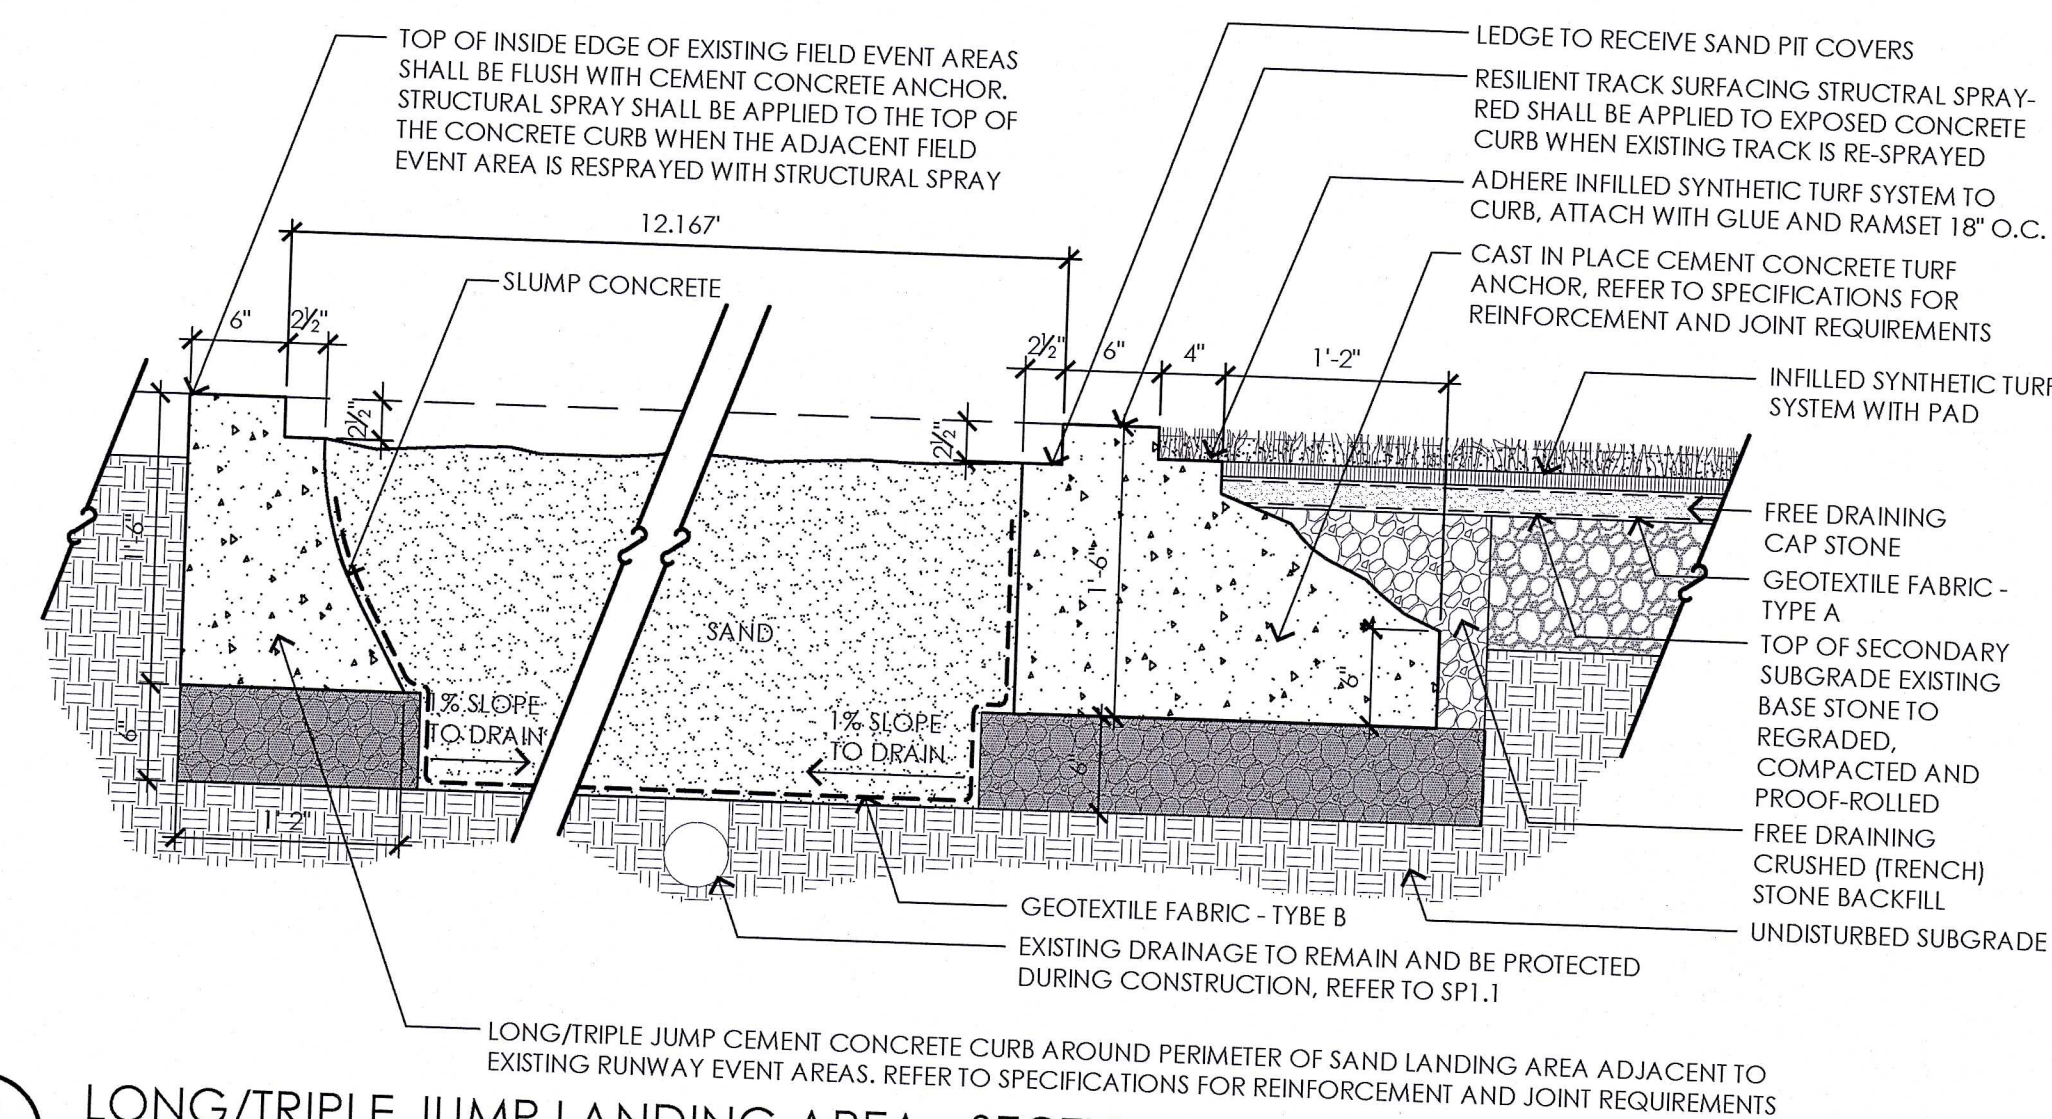 TOP OF INSIDE EDGE OF EXISTING FIELD EVENT AREAS
SHALL BE FLUSH WITH CEMENT CONCRETE ANCHOR.
STRUCTURAL SPRAY SHALL BE APPLIED TO THE TOP OF
THE CONCRETE CURB WHEN THE ADJACENT FIELD
EVENT AREA IS RESPRAYED WITH STRUCTURAL SPRAY
LEDGE TO RECEIVE SAND PIT COVERS
RESILIENT TRACK SURFACING STRUCTRAL SPRAY-
RED SHALL BE APPLIED TO EXPOSED CONCRETE
CURB WHEN EXISTING TRACK IS RE-SPRAYED
ADHERE INFILLED SYNTHETIC TURF SYSTEM TO
CURB, ATTACH WITH GLUE AND RAMSET 18" O.C.
CAST IN PLACE CEMENT CONCRETE TURF
ANCHOR, REFER TO SPECIFICATIONS FOR
REINFORCEMENT AND JOINT REQUIREMENTS
12.167'
SLUMP CONCRETE
6"
2½"
2½"
6"
4"
1'-2"
INFILLED SYNTHETIC TURF
SYSTEM WITH PAD
2½"
2½"
1'-6"
1'-6"
SAND
6"
FREE DRAINING
CAP STONE
GEOTEXTILE FABRIC -
TYPE A
TOP OF SECONDARY
SUBGRADE EXISTING
BASE STONE TO
REGRADED,
COMPACTED AND
PROOF-ROLLED
1% SLOPE
TO DRAIN
1% SLOPE
TO DRAIN
6"
6"
1'-2"
FREE DRAINING
CRUSHED (TRENCH)
STONE BACKFILL
UNDISTURBED SUBGRADE
GEOTEXTILE FABRIC - TYBE B
EXISTING DRAINAGE TO REMAIN AND BE PROTECTED
DURING CONSTRUCTION, REFER TO SP1.1
LONG/TRIPLE JUMP CEMENT CONCRETE CURB AROUND PERIMETER OF SAND LANDING AREA ADJACENT TO
EXISTING RUNWAY EVENT AREAS. REFER TO SPECIFICATIONS FOR REINFORCEMENT AND JOINT REQUIREMENTS
LONG/TRIPLE JUMP LANDING AREA -